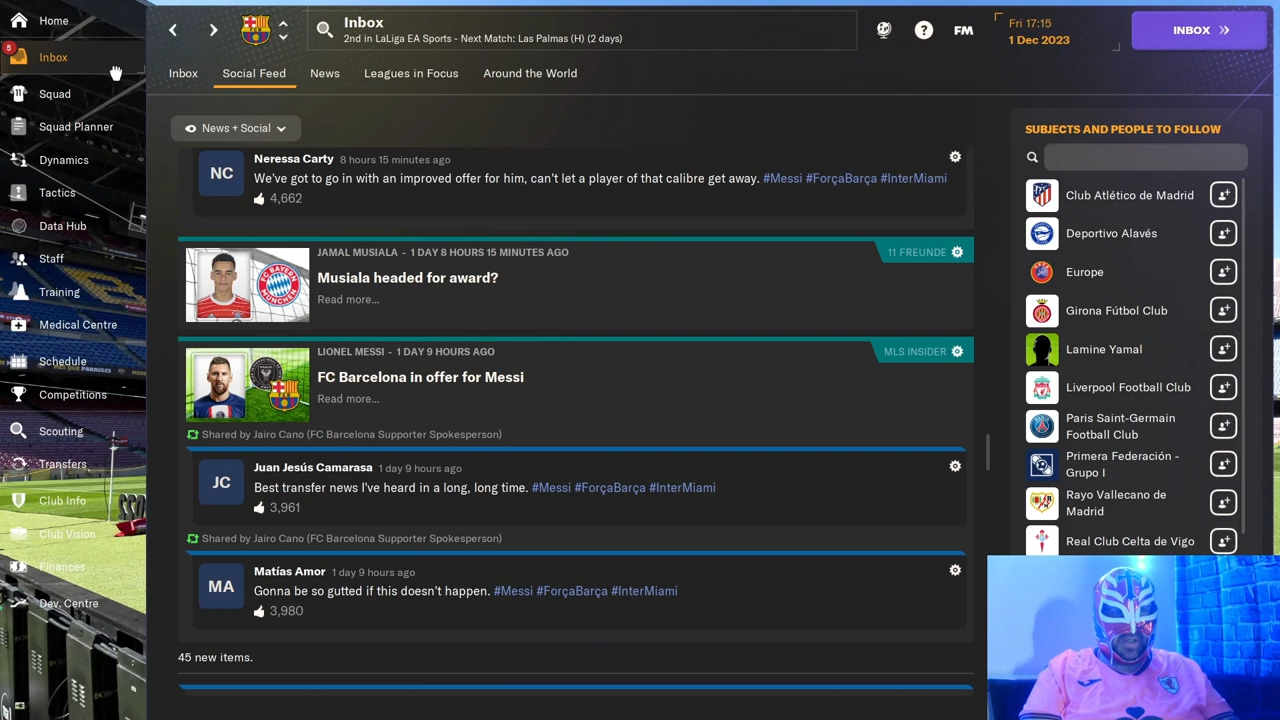 Home
5
Inbox
Squad
Squad Planner
Dynamics
Tactics
Data Hub
Staff
Training
Medical Centre
Schedule
Competitions
Scouting
Transfers
Club Info
Club Vision
Finances
Dev. Centre
Inbox
2nd in LaLiga EA Sports - Next Match: Las Palmas (H) (2 days)
?
FM
Fri 17:15
1 Dec 2023
INBOX
Inbox
Social Feed
News
Leagues in Focus
Around the World
News + Social
NC
Neressa Carty 8 hours 15 minutes ago
We've got to go in with an improved offer for him, can't let a player of that calibre get away. #Messi #ForçaBarça #InterMiami
4,662
JAMAL MUSIALA - 1 DAY 8 HOURS 15 MINUTES AGO
11 FREUNDE
Musiala headed for award?
Read more...
LIONEL MESSI - 1 DAY 9 HOURS AGO
MLS INSIDER
FC Barcelona in offer for Messi
Read more...
Shared by Jairo Cano (FC Barcelona Supporter Spokesperson)
JC
Juan Jesús Camarasa 1 day 9 hours ago
Best transfer news I've heard in a long, long time. #Messi #ForçaBarça #InterMiami
3,961
Shared by Jairo Cano (FC Barcelona Supporter Spokesperson)
MA
Matías Amor 1 day 9 hours ago
Gonna be so gutted if this doesn't happen. #Messi #ForçaBarça #InterMiami
3,980
45 new items.
SUBJECTS AND PEOPLE TO FOLLOW
Club Atlético de Madrid
Deportivo Alavés
Europe
Girona Fútbol Club
Lamine Yamal
Liverpool Football Club
Paris Saint-Germain
Football Club
Primera Federación -
Grupo I
Rayo Vallecano de
Madrid
Real Club Celta de Vigo